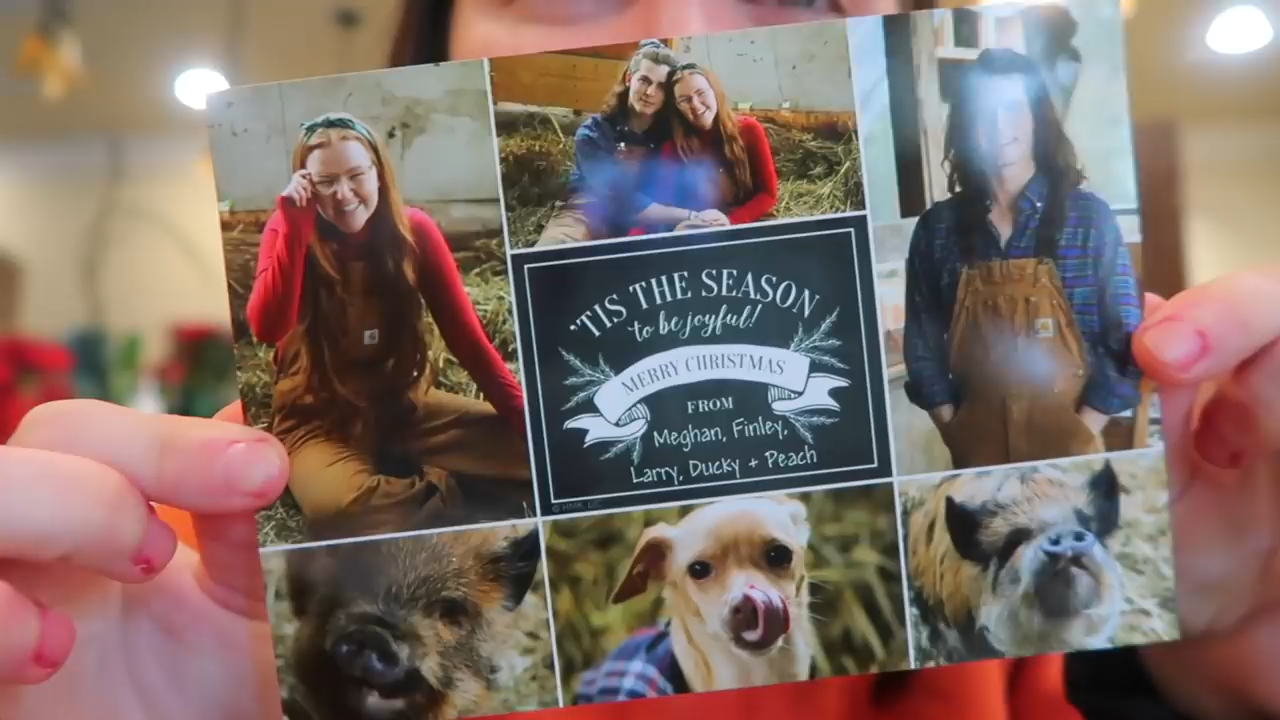 'TIS THE SEASON
to be joyful!
MERRY CHRISTMAS
FROM
Meghan, Finley,
Larry, Ducky + Peach